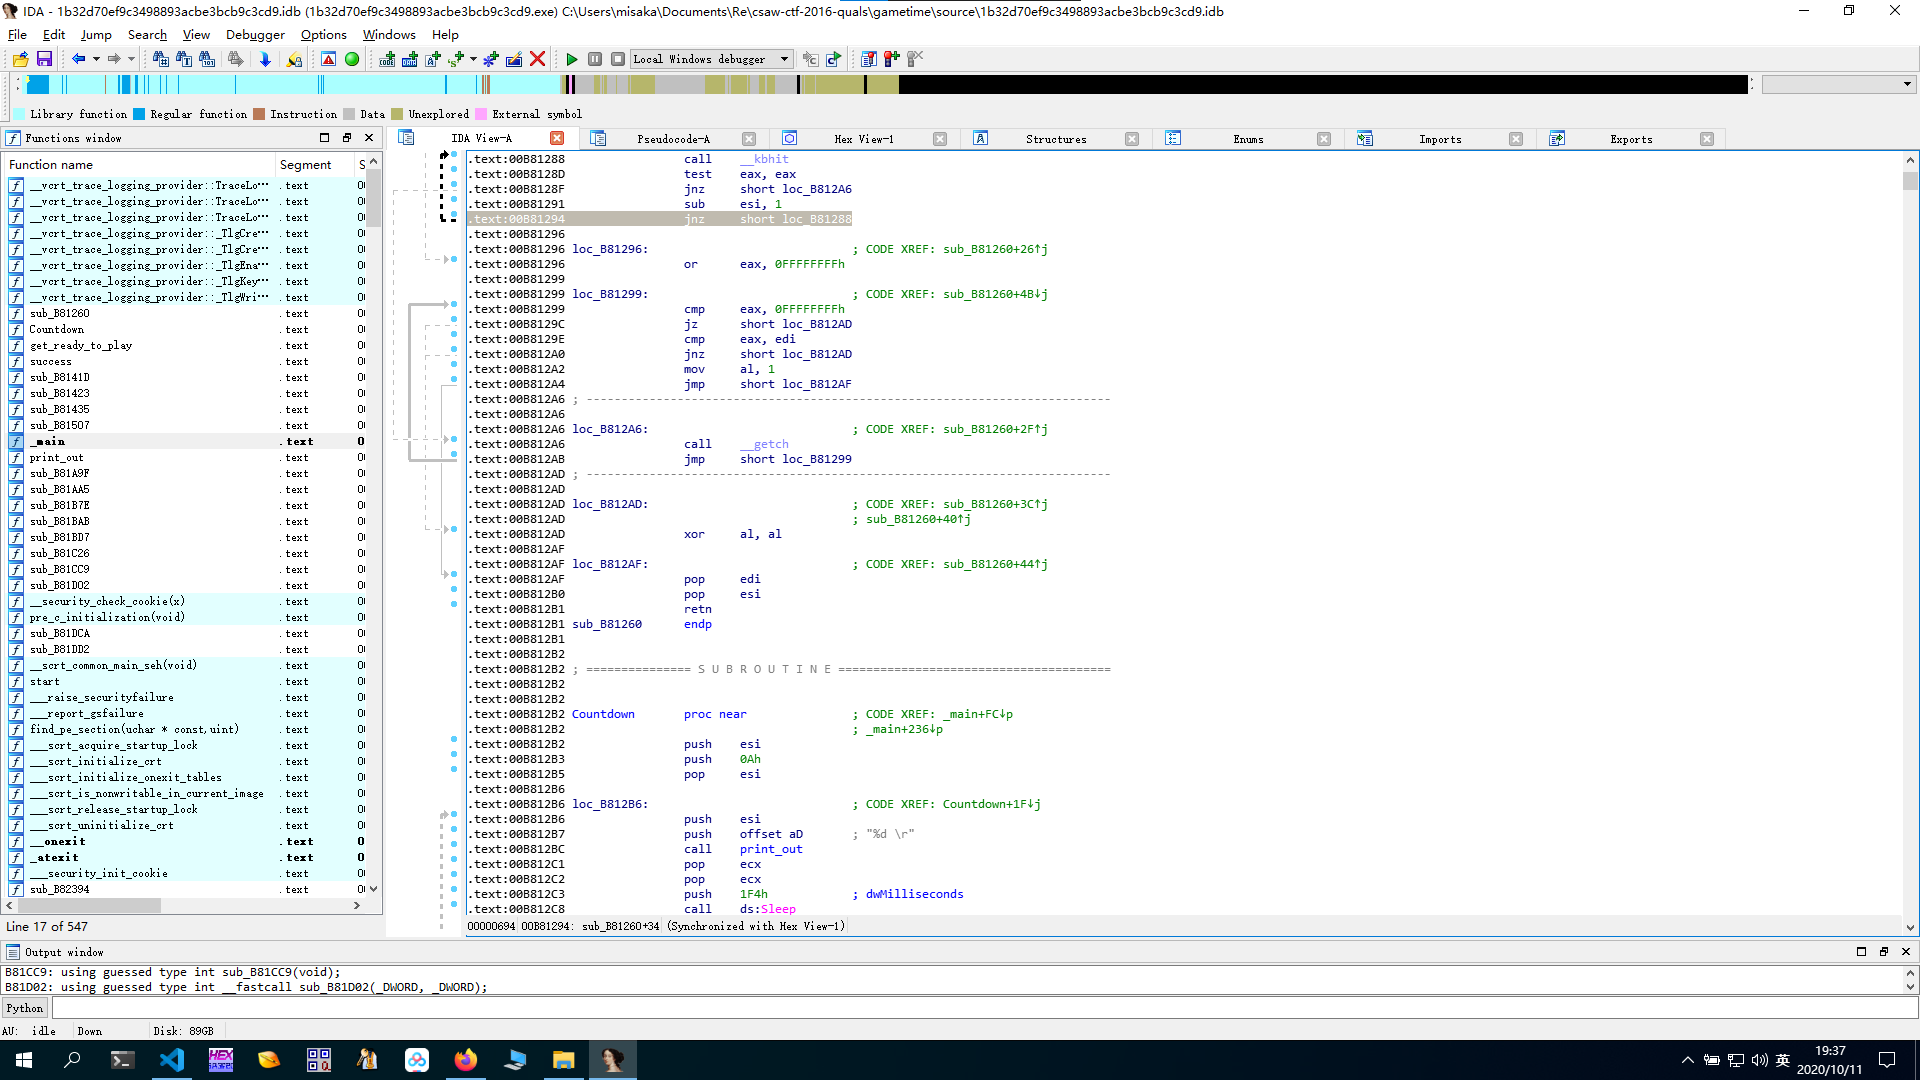 IDA - 1b32d70ef9c3498893acbe3bcb9c3cd9.idb (1b32d70ef9c3498893acbe3bcb9c3cd9.exe) C:\Users\misaka\Documents\Re\csaw-ctf-2016-quals\gametime\source\1b32d70ef9c3498893acbe3bcb9c3cd9.idb
File Edit Jump Search View Debugger Options Windows Help
Local Windows debugger
Library function Regular function Instruction Data Unexplored External symbol
Functions window
IDA View-A Pseudocode-A Hex View-1 Structures Enums Imports Exports
Function name Segment S
__vcrt_trace_logging_provider::TraceLo… .text 0
__vcrt_trace_logging_provider::TraceLo… .text 0
__vcrt_trace_logging_provider::TraceLo… .text 0
__vcrt_trace_logging_provider::_TlgCre… .text 0
__vcrt_trace_logging_provider::_TlgCre… .text 0
__vcrt_trace_logging_provider::_TlgEna… .text 0
__vcrt_trace_logging_provider::_TlgKey… .text 0
__vcrt_trace_logging_provider::_TlgWri… .text 0
sub_B81260 .text 0
Countdown .text 0
get_ready_to_play .text 0
success .text 0
sub_B8141D .text 0
sub_B81423 .text 0
sub_B81435 .text 0
sub_B81507 .text 0
_main .text 0
print_out .text 0
sub_B81A9F .text 0
sub_B81AA5 .text 0
sub_B81B7E .text 0
sub_B81BAB .text 0
sub_B81BD7 .text 0
sub_B81C26 .text 0
sub_B81CC9 .text 0
sub_B81D02 .text 0
__security_check_cookie(x) .text 0
pre_c_initialization(void) .text 0
sub_B81DCA .text 0
sub_B81DD2 .text 0
__scrt_common_main_seh(void) .text 0
start .text 0
___raise_securityfailure .text 0
___report_gsfailure .text 0
find_pe_section(uchar * const,uint) .text 0
___scrt_acquire_startup_lock .text 0
___scrt_initialize_crt .text 0
___scrt_initialize_onexit_tables .text 0
___scrt_is_nonwritable_in_current_image .text 0
___scrt_release_startup_lock .text 0
___scrt_uninitialize_crt .text 0
__onexit .text 0
_atexit .text 0
___security_init_cookie .text 0
sub_B82394 .text 0
Line 17 of 547
.text:00B81288 call __kbhit
.text:00B8128D test eax, eax
.text:00B8128F jnz short loc_B812A6
.text:00B81291 sub esi, 1
.text:00B81294 jnz short loc_B81288
.text:00B81296
.text:00B81296 loc_B81296: ; CODE XREF: sub_B81260+26↑j
.text:00B81296 or eax, 0FFFFFFFFh
.text:00B81299
.text:00B81299 loc_B81299: ; CODE XREF: sub_B81260+4B↓j
.text:00B81299 cmp eax, 0FFFFFFFFh
.text:00B8129C jz short loc_B812AD
.text:00B8129E cmp eax, edi
.text:00B812A0 jnz short loc_B812AD
.text:00B812A2 mov al, 1
.text:00B812A4 jmp short loc_B812AF
.text:00B812A6 ; ---------------------------------------------------------------------------
.text:00B812A6
.text:00B812A6 loc_B812A6: ; CODE XREF: sub_B81260+2F↑j
.text:00B812A6 call __getch
.text:00B812AB jmp short loc_B81299
.text:00B812AD ; ---------------------------------------------------------------------------
.text:00B812AD
.text:00B812AD loc_B812AD: ; CODE XREF: sub_B81260+3C↑j
.text:00B812AD ; sub_B81260+40↑j
.text:00B812AD xor al, al
.text:00B812AF
.text:00B812AF loc_B812AF: ; CODE XREF: sub_B81260+44↑j
.text:00B812AF pop edi
.text:00B812B0 pop esi
.text:00B812B1 retn
.text:00B812B1 sub_B81260 endp
.text:00B812B1
.text:00B812B2
.text:00B812B2 ; =============== S U B R O U T I N E =======================================
.text:00B812B2
.text:00B812B2
.text:00B812B2 Countdown proc near ; CODE XREF: _main+FC↓p
.text:00B812B2 ; _main+236↓p
.text:00B812B2 push esi
.text:00B812B3 push 0Ah
.text:00B812B5 pop esi
.text:00B812B6
.text:00B812B6 loc_B812B6: ; CODE XREF: Countdown+1F↓j
.text:00B812B6 push esi
.text:00B812B7 push offset aD ; "%d \r"
.text:00B812BC call print_out
.text:00B812C1 pop ecx
.text:00B812C2 pop ecx
.text:00B812C3 push 1F4h ; dwMilliseconds
.text:00B812C8 call ds:Sleep
00000694 00B81294: sub_B81260+34 (Synchronized with Hex View-1)
Output window
B81CC9: using guessed type int sub_B81CC9(void);
B81D02: using guessed type int __fastcall sub_B81D02(_DWORD, _DWORD);
Python
AU: idle Down Disk: 89GB
英
19:37
2020/10/11